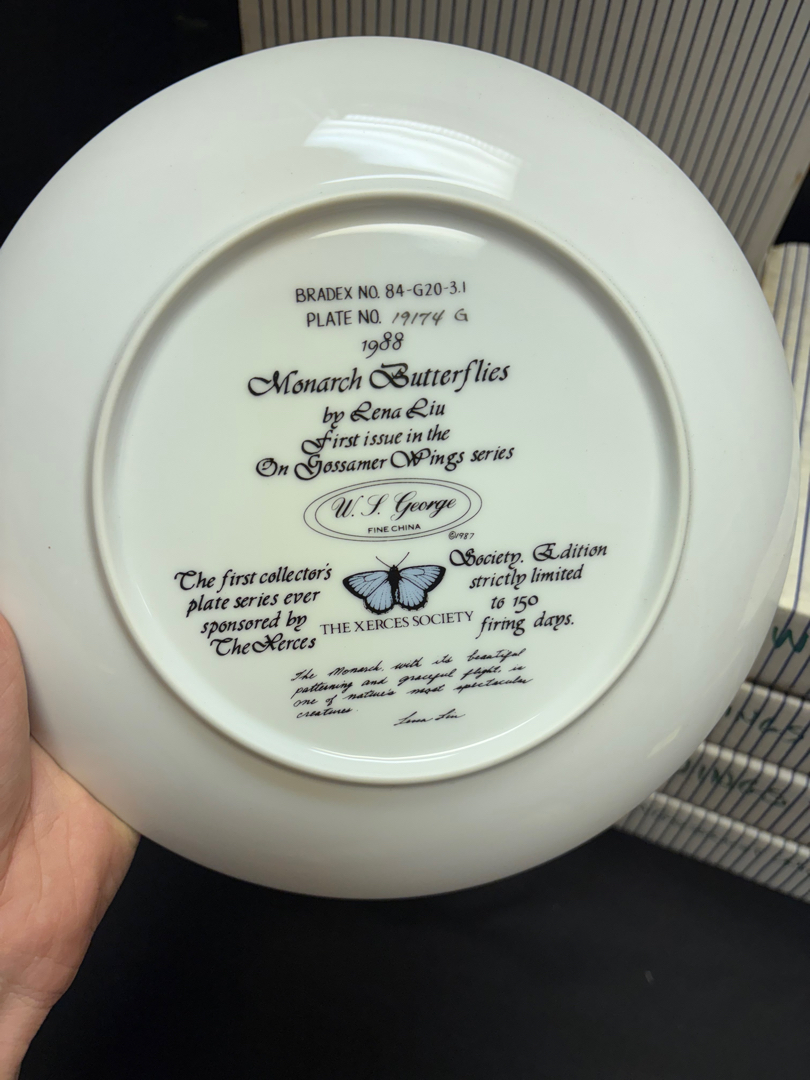 BRADEX NO. 84-G20-3.1
PLATE NO. 19174 G
1988
Monarch Butterflies
by Lena Liu
First issue in the
On Gossamer Wings series
W. S. George
FINE CHINA
©1987
The first collector's
plate series ever
sponsored by
The Xerces
THE XERCES SOCIETY
Society. Edition
strictly limited
to 150
firing days.
The Monarch, with its beautiful
patterning and graceful flight, is
one of nature's most spectacular
creatures.
Lena Liu
W
INGS
WINGS